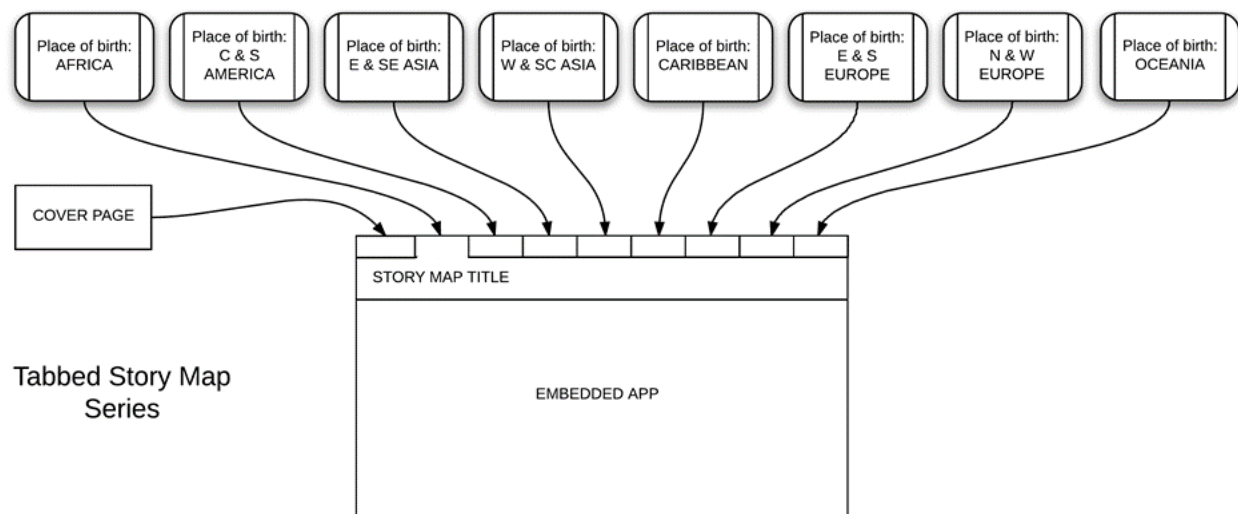 Place of birth:
AFRICA
Place of birth:
C & S
AMERICA
Place of birth:
E & SE ASIA
Place of birth:
W & SC ASIA
Place of birth:
CARIBBEAN
Place of birth:
E & S
EUROPE
Place of birth:
N & W
EUROPE
Place of birth:
OCEANIA
COVER PAGE
STORY MAP TITLE
Tabbed Story Map
Series
EMBEDDED APP